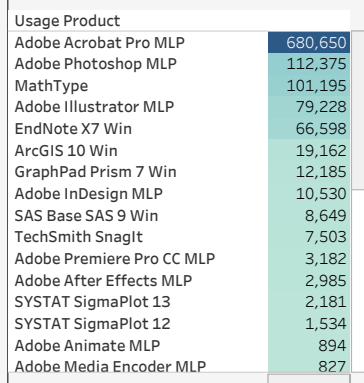 Usage Product
Adobe Acrobat Pro MLP 680,650
Adobe Photoshop MLP 112,375
MathType 101,195
Adobe Illustrator MLP 79,228
EndNote X7 Win 66,598
ArcGIS 10 Win 19,162
GraphPad Prism 7 Win 12,185
Adobe InDesign MLP 10,530
SAS Base SAS 9 Win 8,649
TechSmith SnagIt 7,503
Adobe Premiere Pro CC MLP 3,182
Adobe After Effects MLP 2,985
SYSTAT SigmaPlot 13 2,181
SYSTAT SigmaPlot 12 1,534
Adobe Animate MLP 894
Adobe Media Encoder MLP 827